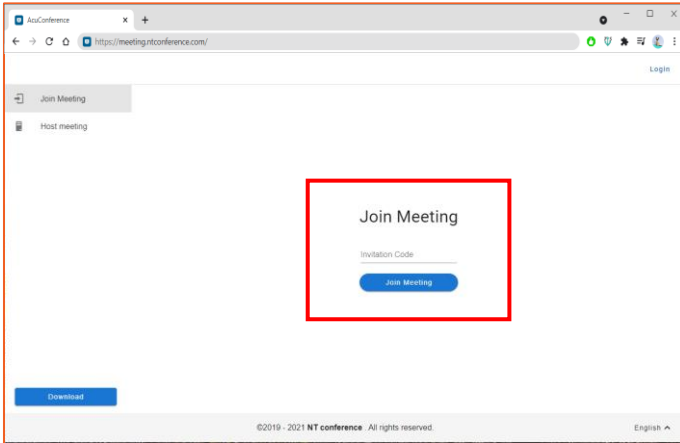 AcuConference
https://meeting.ntconference.com/
Login
Join Meeting
Host meeting
Join Meeting
Invitation Code
Join Meeting
Download
©2019 - 2021 NT conference . All rights reserved.
English